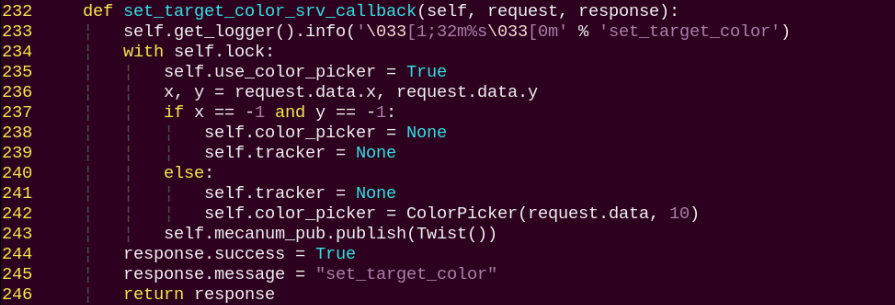 232     def set_target_color_srv_callback(self, request, response):
233         self.get_logger().info('\033[1;32m%s\033[0m' % 'set_target_color')
234         with self.lock:
235             self.use_color_picker = True
236             x, y = request.data.x, request.data.y
237             if x == -1 and y == -1:
238                 self.color_picker = None
239                 self.tracker = None
240             else:
241                 self.tracker = None
242                 self.color_picker = ColorPicker(request.data, 10)
243             self.mecanum_pub.publish(Twist())
244         response.success = True
245         response.message = "set_target_color"
246         return response